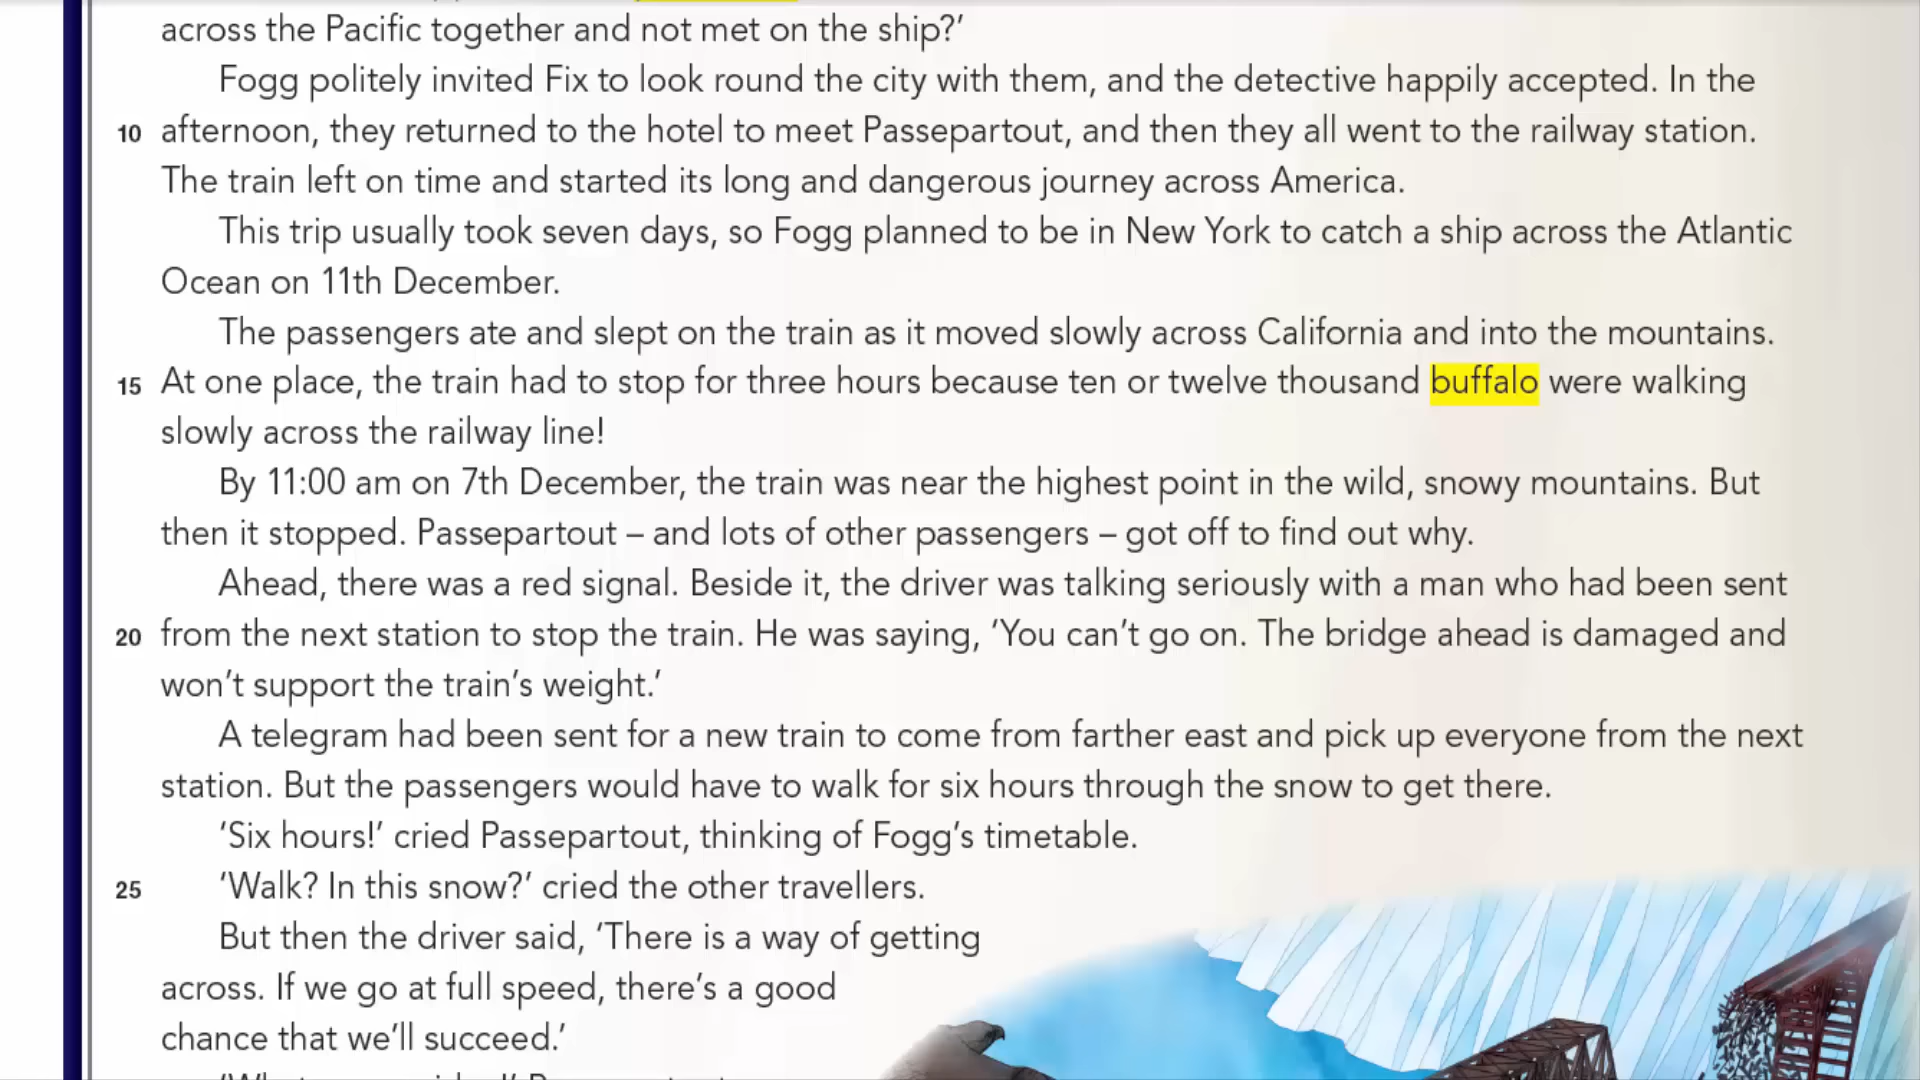 across the Pacific together and not met on the ship?’
Fogg politely invited Fix to look round the city with them, and the detective happily accepted. In the
10 afternoon, they returned to the hotel to meet Passepartout, and then they all went to the railway station.
The train left on time and started its long and dangerous journey across America.
This trip usually took seven days, so Fogg planned to be in New York to catch a ship across the Atlantic
Ocean on 11th December.
The passengers ate and slept on the train as it moved slowly across California and into the mountains.
15 At one place, the train had to stop for three hours because ten or twelve thousand buffalo were walking
slowly across the railway line!
By 11:00 am on 7th December, the train was near the highest point in the wild, snowy mountains. But
then it stopped. Passepartout – and lots of other passengers – got off to find out why.
Ahead, there was a red signal. Beside it, the driver was talking seriously with a man who had been sent
20 from the next station to stop the train. He was saying, ‘You can’t go on. The bridge ahead is damaged and
won’t support the train’s weight.’
A telegram had been sent for a new train to come from farther east and pick up everyone from the next
station. But the passengers would have to walk for six hours through the snow to get there.
‘Six hours!’ cried Passepartout, thinking of Fogg’s timetable.
25 ‘Walk? In this snow?’ cried the other travellers.
But then the driver said, ‘There is a way of getting
across. If we go at full speed, there’s a good
chance that we’ll succeed.’